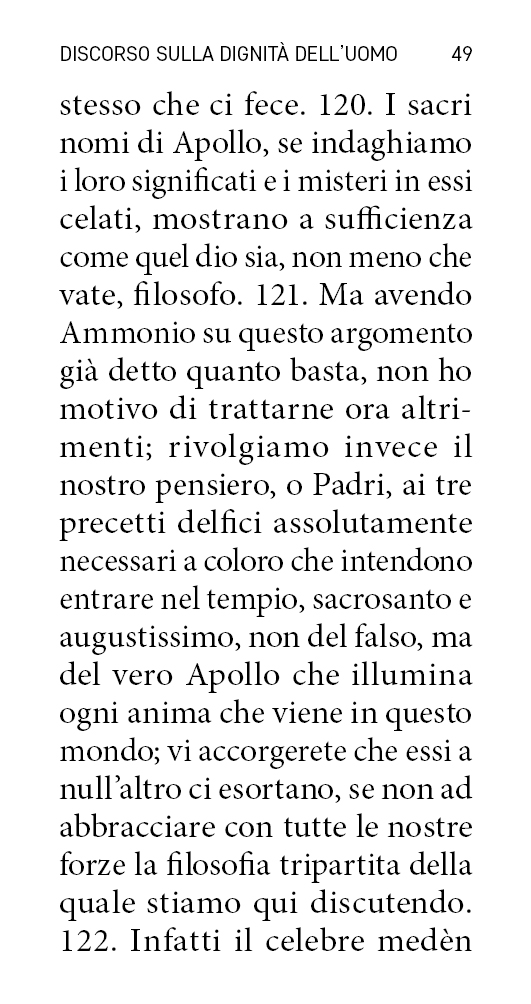 DISCORSO SULLA DIGNITÀ DELL'UOMO 49
stesso che ci fece. 120. I sacri
nomi di Apollo, se indaghiamo
i loro significati e i misteri in essi
celati, mostrano a sufficienza
come quel dio sia, non meno che
vate, filosofo. 121. Ma avendo
Ammonio su questo argomento
già detto quanto basta, non ho
motivo di trattarne ora altri-
menti; rivolgiamo invece il
nostro pensiero, o Padri, ai tre
precetti delfici assolutamente
necessari a coloro che intendono
entrare nel tempio, sacrosanto e
augustissimo, non del falso, ma
del vero Apollo che illumina
ogni anima che viene in questo
mondo; vi accorgerete che essi a
null'altro ci esortano, se non ad
abbracciare con tutte le nostre
forze la filosofia tripartita della
quale stiamo qui discutendo.
122. Infatti il celebre medèn